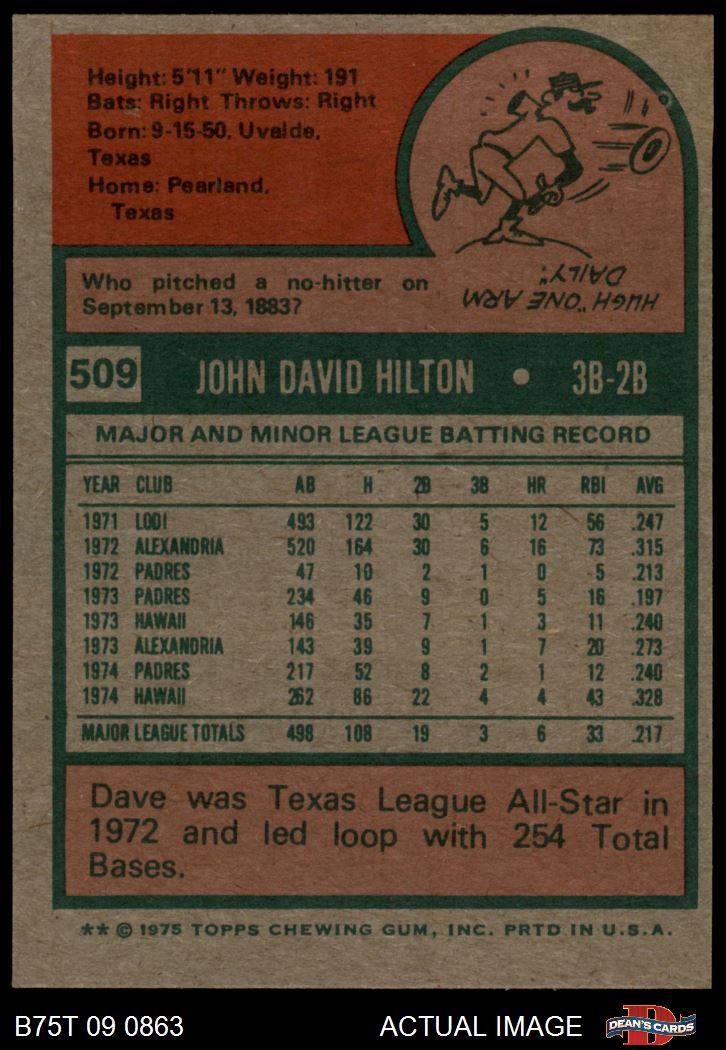 Height: 5'11" Weight: 191
Bats: Right Throws: Right
Born: 9-15-50, Uvalde,
Texas
Home: Pearland,
Texas
Who pitched a no-hitter on
September 13, 1883?
HUGH "ONE ARM
DAILY".
509 JOHN DAVID HILTON • 3B-2B
MAJOR AND MINOR LEAGUE BATTING RECORD
YEAR CLUB AB H 2B 3B HR RBI AVG
1971 LODI 493 122 30 5 12 56 .247
1972 ALEXANDRIA 520 164 30 6 16 73 .315
1972 PADRES 47 10 2 1 0 5 .213
1973 PADRES 234 46 9 0 5 16 .197
1973 HAWAII 146 35 7 1 3 11 .240
1973 ALEXANDRIA 143 39 9 1 7 20 .273
1974 PADRES 217 52 8 2 1 12 .240
1974 HAWAII 262 86 22 4 4 43 .328
MAJOR LEAGUE TOTALS 498 108 19 3 6 33 .217
Dave was Texas League All-Star in
1972 and led loop with 254 Total
Bases.
** © 1975 TOPPS CHEWING GUM, INC. PRTD IN U.S.A.
B75T 09 0863 ACTUAL IMAGE D DEAN'S CARDS